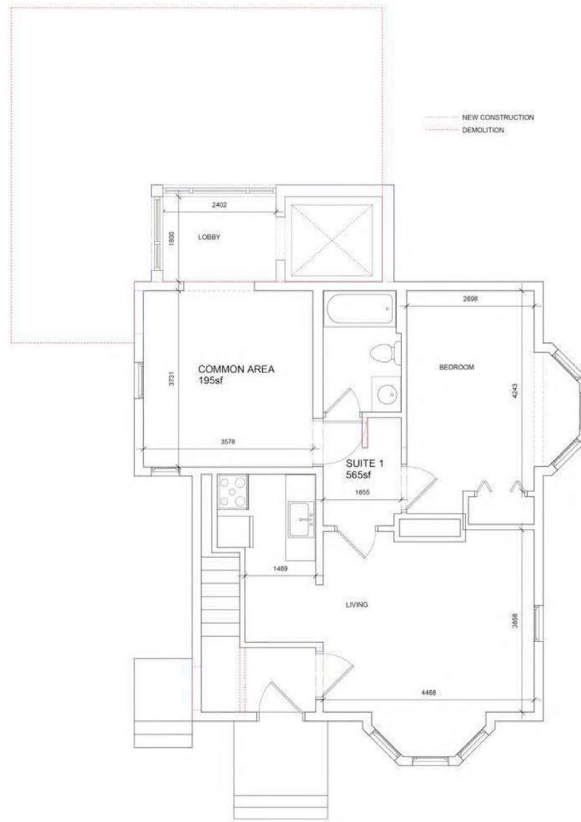 NEW CONSTRUCTION
DEMOLITION
2402
1800
LOBBY
2698
BEDROOM
COMMON AREA
195sf
3731
4243
3578
SUITE 1
565sf
1655
1489
LIVING
3858
4468